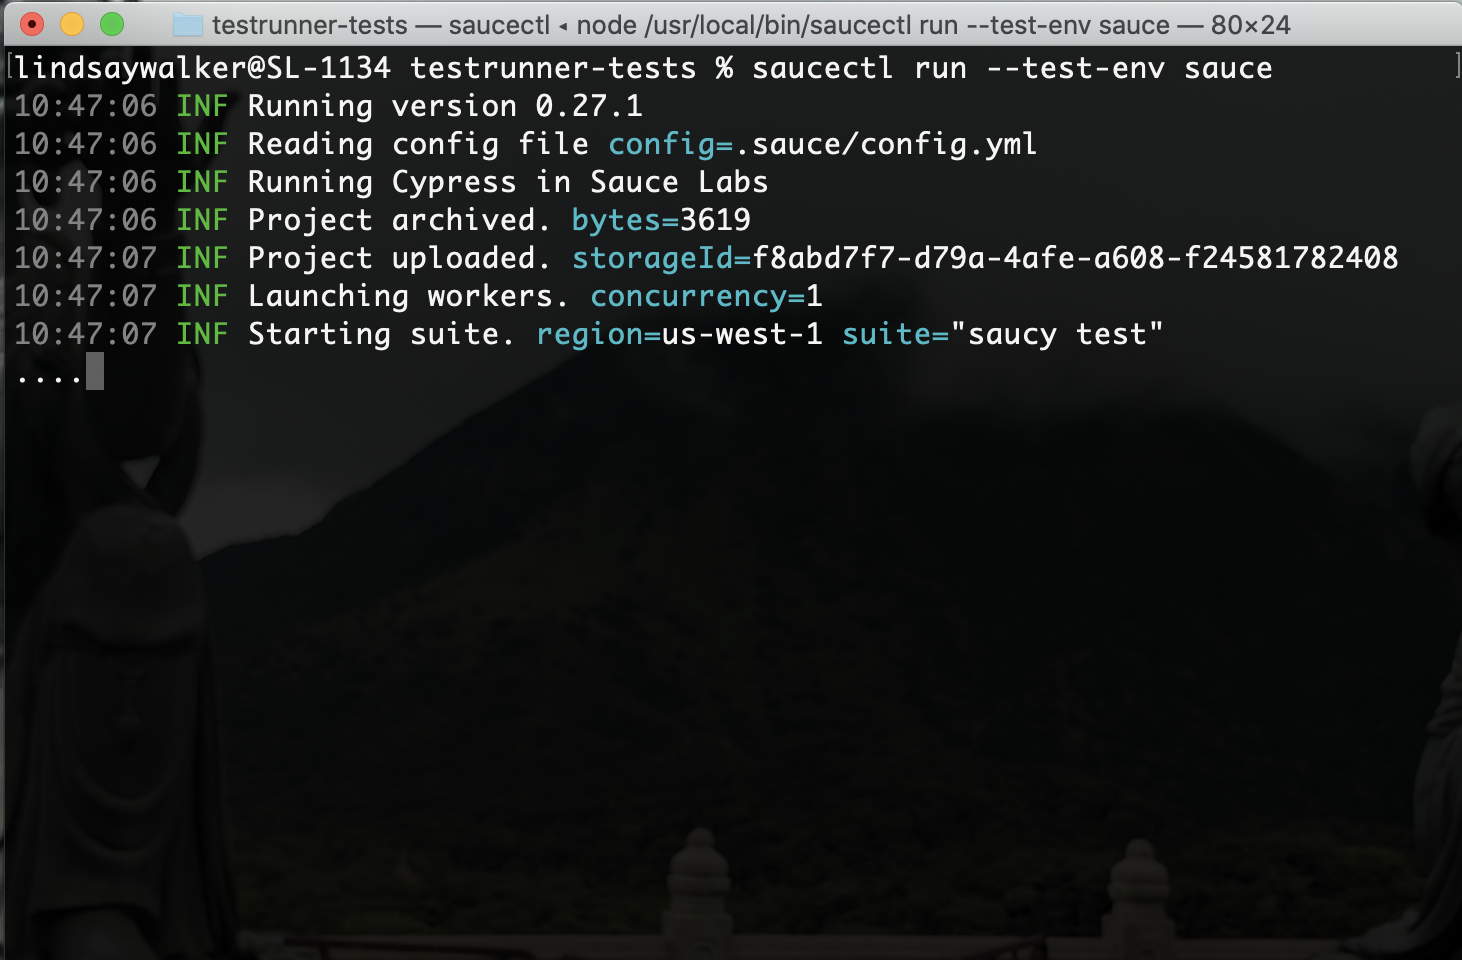 testrunner-tests — saucectl ◂ node /usr/local/bin/saucectl run --test-env sauce — 80×24
[lindsaywalker@SL-1134 testrunner-tests % saucectl run --test-env sauce ]
10:47:06 INF Running version 0.27.1
10:47:06 INF Reading config file config=.sauce/config.yml
10:47:06 INF Running Cypress in Sauce Labs
10:47:06 INF Project archived. bytes=3619
10:47:07 INF Project uploaded. storageId=f8abd7f7-d79a-4afe-a608-f24581782408
10:47:07 INF Launching workers. concurrency=1
10:47:07 INF Starting suite. region=us-west-1 suite="saucy test"
....